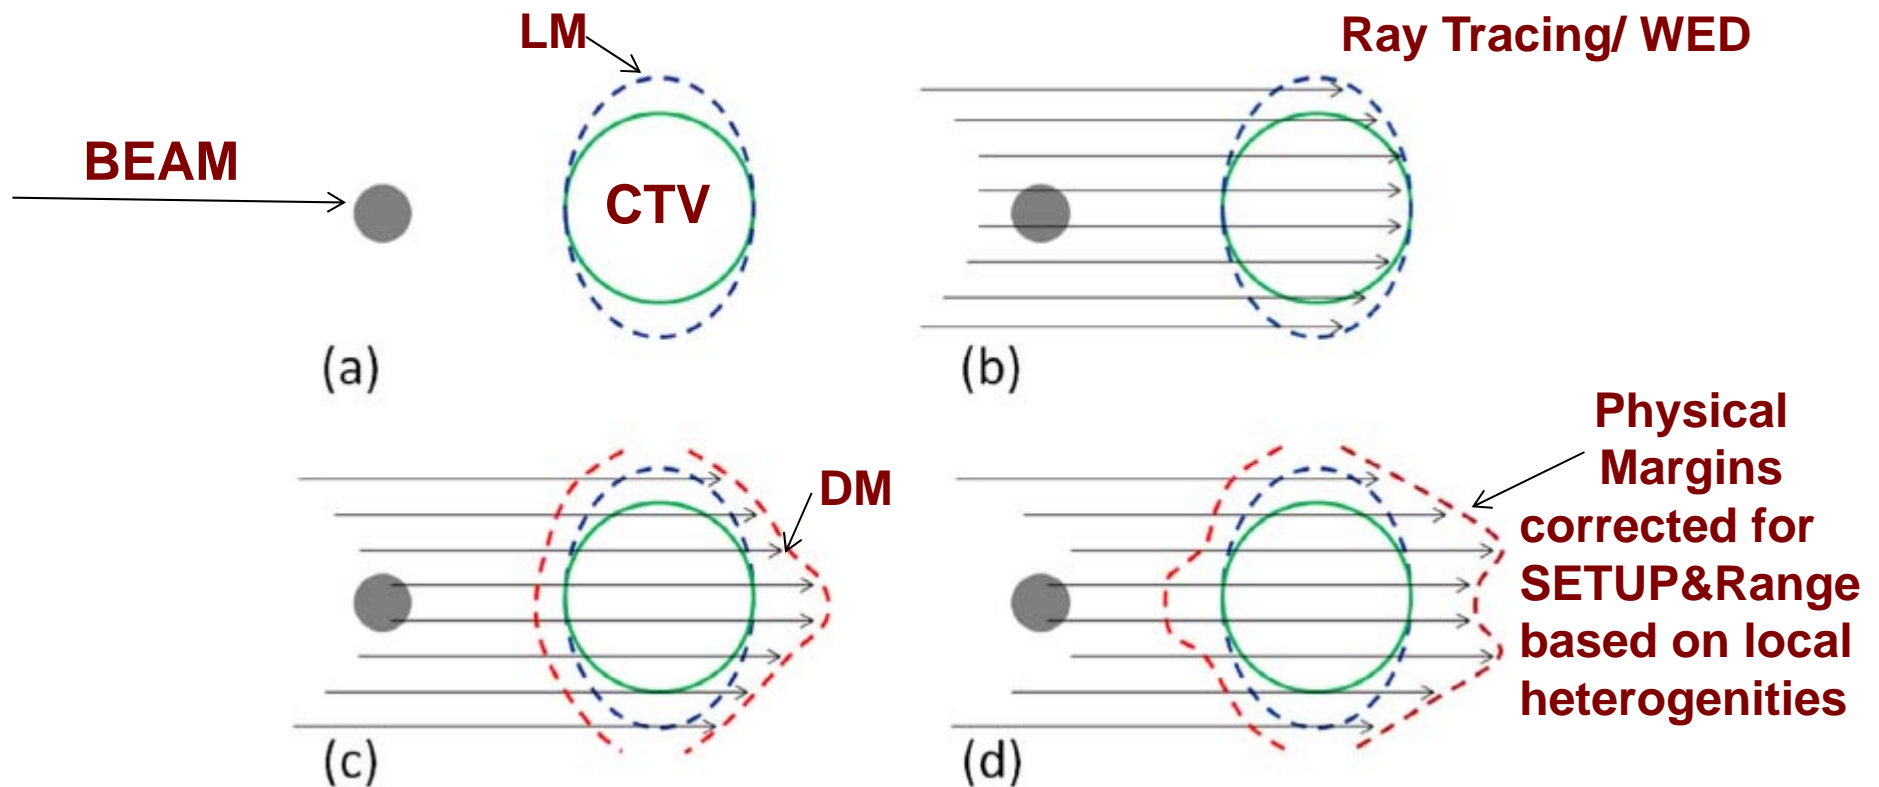 LM
Ray Tracing/ WED
BEAM
CTV
(a)
(b)
DM
Physical
Margins
corrected for
SETUP&Range
based on local
heterogenities
(c)
(d)